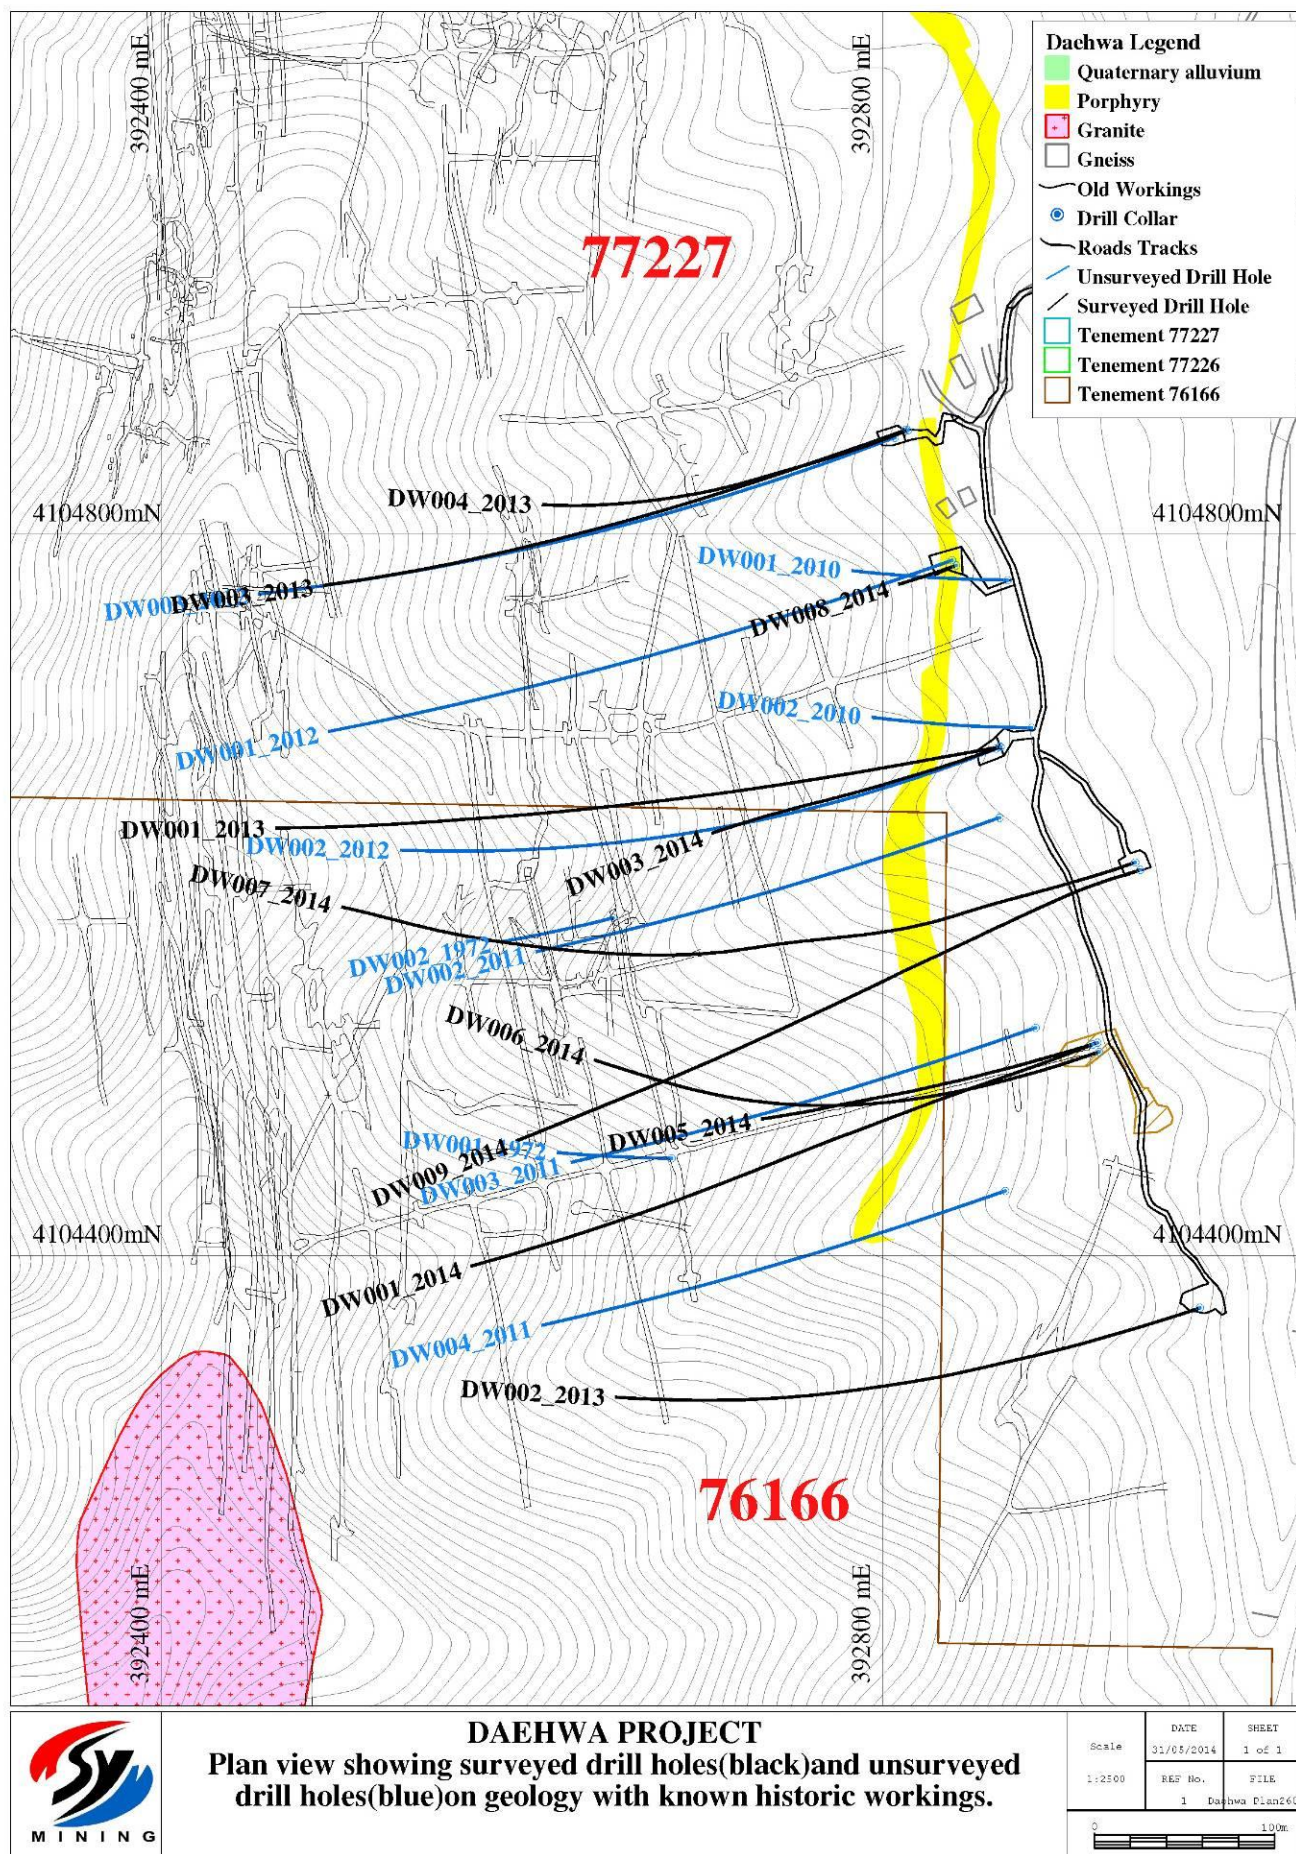 392400 mE
392800 mE
Daehwa Legend
Quaternary alluvium
Porphyry
Granite
Gneiss
Old Workings
Drill Collar
Roads Tracks
Unsurveyed Drill Hole
Surveyed Drill Hole
Tenement 77227
Tenement 77226
Tenement 76166
77227
DW004_2013
4104800mN
4104800mN
DW001_2010
DW003_2013
DW008_2014
DW002_2010
DW001_2012
DW001_2013
DW002_2012
DW003_2014
DW007_2014
DW002_1972
DW002_2011
DW006_2014
DW005_2014
DW001_1972
DW009_2014
DW003_2011
4104400mN
4104400mN
DW001_2014
DW004_2011
DW002_2013
76166
392400 mE
392800 mE
SY
MINING
DAEHWA PROJECT
Plan view showing surveyed drill holes(black)and unsurveyed
drill holes(blue)on geology with known historic workings.
Scale
1:2500
DATE
31/05/2014
SHEET
1 of 1
REF No.
1
FILE
0 100m